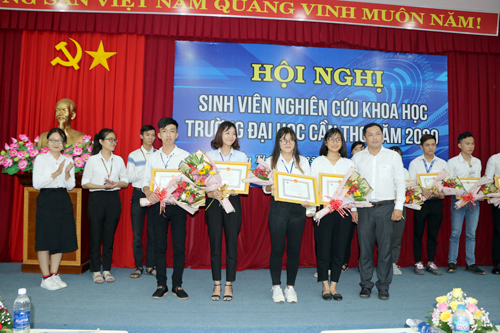 SẢN VIỆT NAM QUANG VINH MUÔN NĂM!
HỘI NGHỊ
SINH VIÊN NGHIÊN CỨU KHOA HỌC
TRƯỜNG ĐẠI HỌC CẦN THƠ NĂM 2020